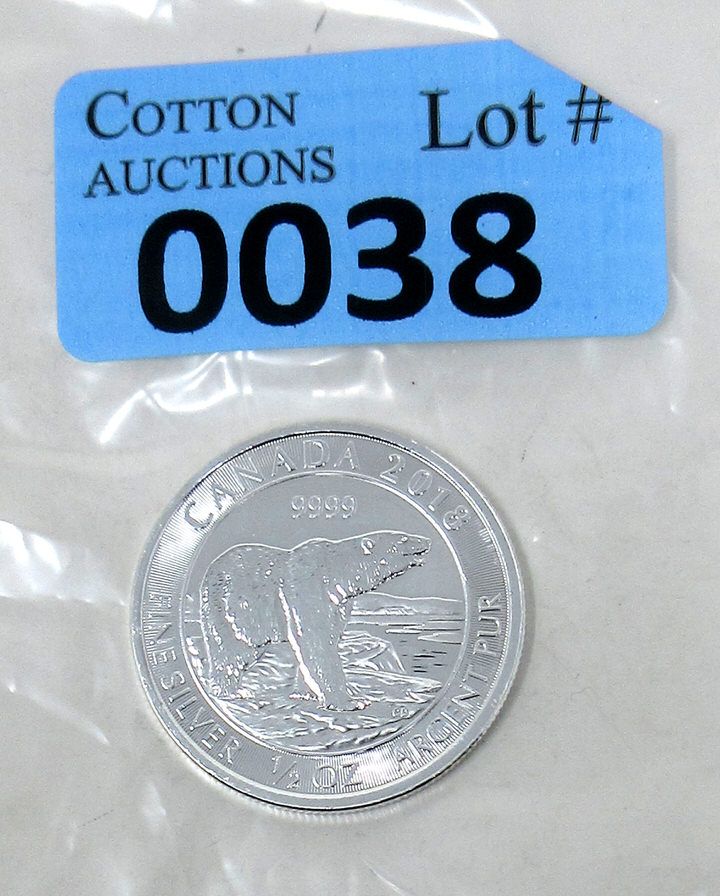 COTTON
AUCTIONS
Lot #
0038
CANADA 2018
9999
FINE SILVER 1/2 OZ ARGENT PUR